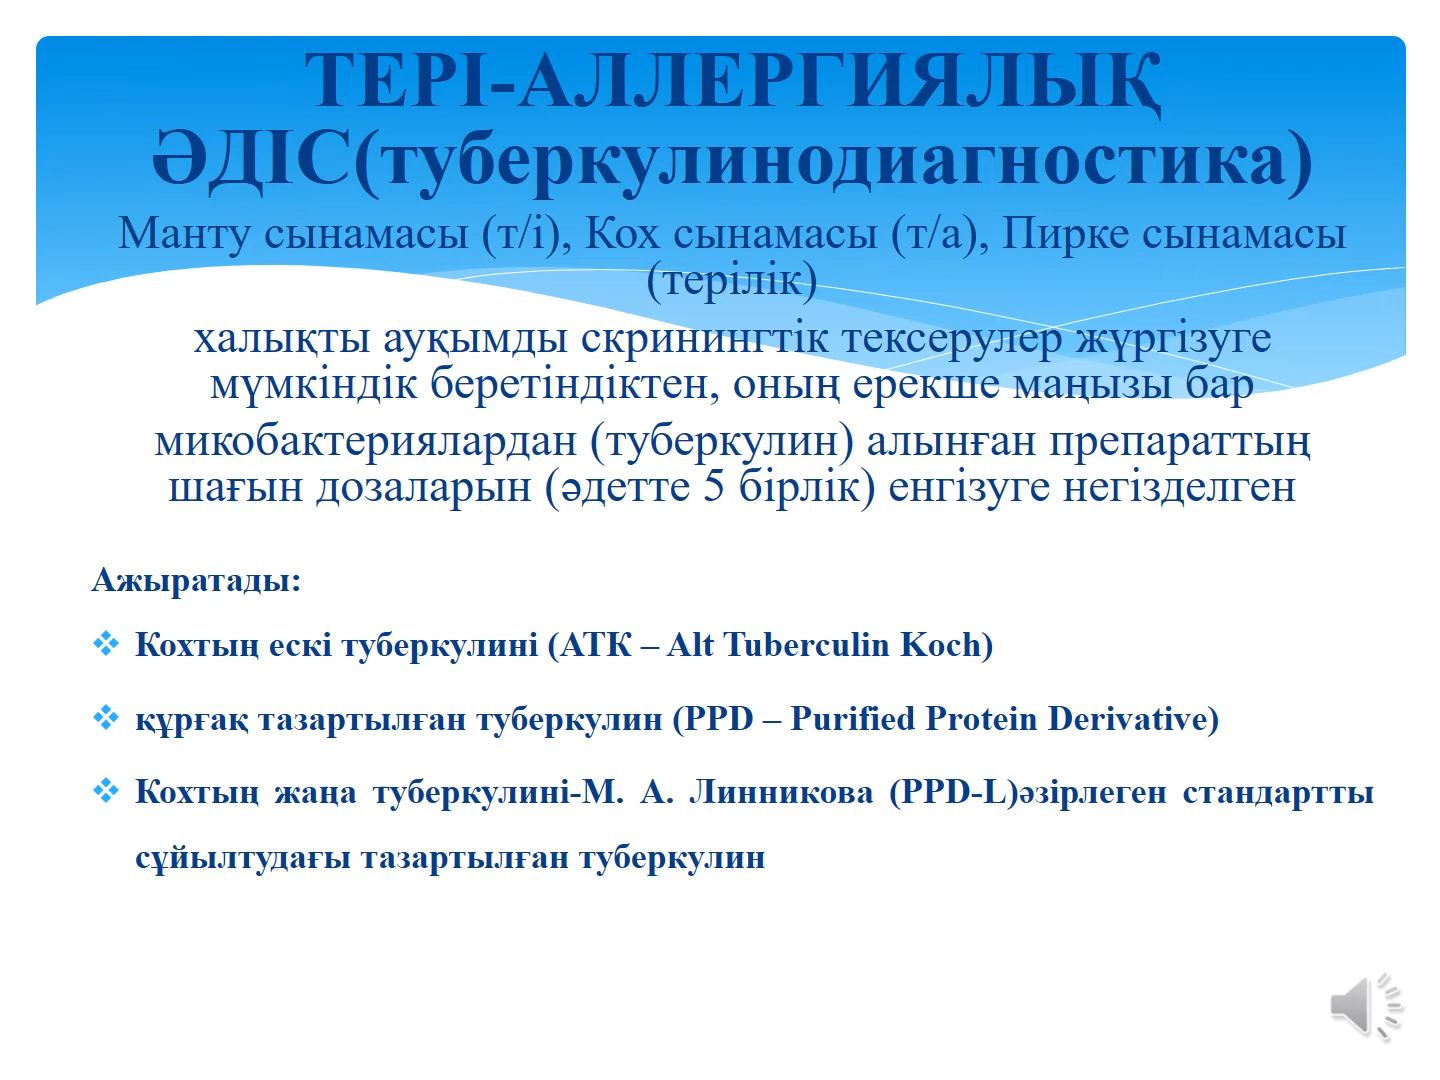 ТЕРІ-АЛЛЕРГИЯЛЫҚ
ӘДІС(туберкулинодиагностика)
Манту сынамасы (т/і), Кох сынамасы (т/а), Пирке сынамасы
(терілік)
халықты ауқымды скринингтік тексерулер жүргізуге
мүмкіндік беретіндіктен, оның ерекше маңызы бар
микобактериялардан (туберкулин) алынған препараттың
шағын дозаларын (әдетте 5 бірлік) енгізуге негізделген
Ажыратады:
Кохтың ескі туберкулині (АТК – Alt Tuberculin Koch)
құрғақ тазартылған туберкулин (PPD – Purified Protein Derivative)
Кохтың жаңа туберкулині-М. А. Линникова (PPD-L)әзірлеген стандартты
сұйылтудағы тазартылған туберкулин